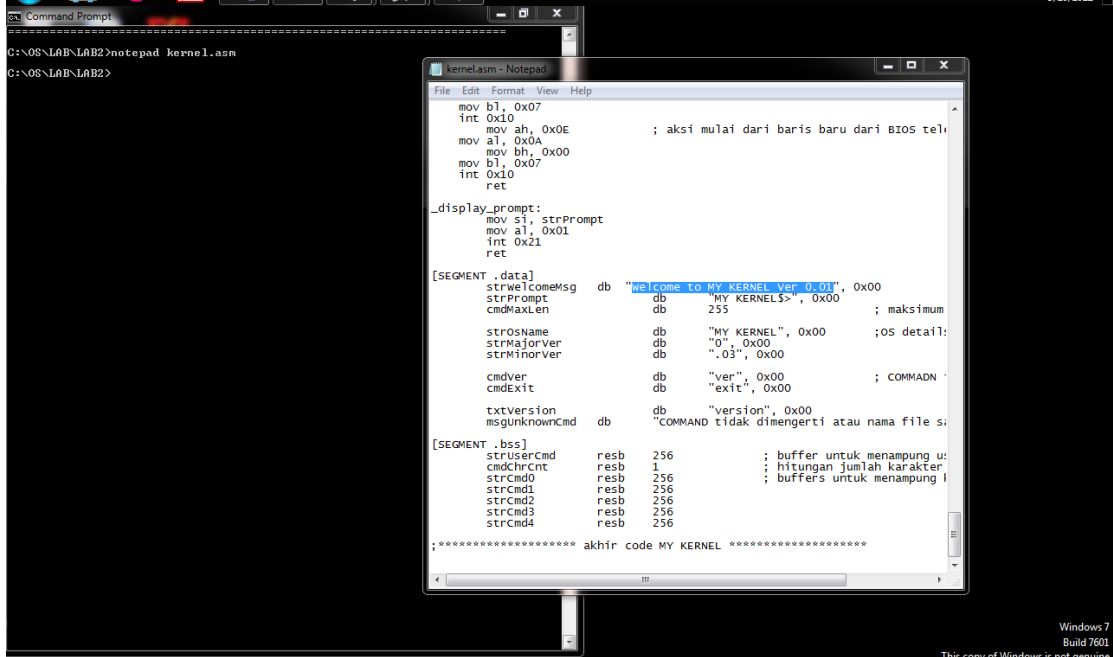 Command Prompt
=======================================================================
C:\OS\LAB\LAB2>notepad kernel.asm
C:\OS\LAB\LAB2>
kernel.asm - Notepad
File Edit Format View Help
mov bl, 0x07
int 0x10
mov ah, 0x0E ; aksi mulai dari baris baru dari BIOS
mov al, 0x0A
mov bh, 0x00
mov bl, 0x07
int 0x10
ret
_display_prompt:
mov si, strPrompt
mov al, 0x01
int 0x21
ret
[SEGMENT .data]
strWelcomeMsg db "Welcome to MY KERNEL Ver 0.01", 0x00
strPrompt db "MY KERNEL$>", 0x00
cmdMaxLen db 255 ; maksimum
strOsName db "MY KERNEL", 0x00 ;OS details
strMajorVer db "0", 0x00
strMinorVer db ".03", 0x00
cmdVer db "ver", 0x00 ; COMMADN
cmdExit db "exit", 0x00
txtVersion db "version", 0x00
msgUnknownCmd db "COMMAND tidak dimengerti atau nama file
[SEGMENT .bss]
strUserCmd resb 256 ; buffer untuk menampung
cmdChrCnt resb 1 ; hitungan jumlah karakter
strCmd0 resb 256 ; buffers untuk menampung
strCmd1 resb 256
strCmd2 resb 256
strCmd3 resb 256
strCmd4 resb 256
;******************** akhir code MY KERNEL ********************
Windows 7
Build 7601
This copy of Windows is not genuine